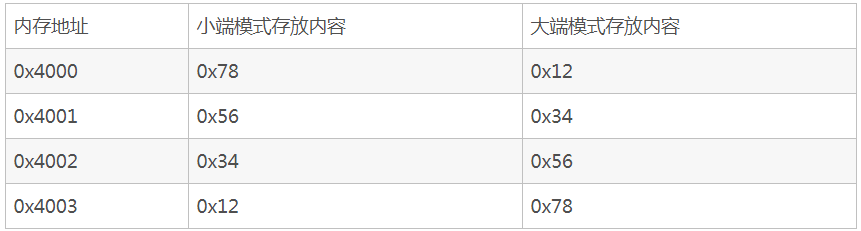 内存地址 小端模式存放内容 大端模式存放内容
0x4000 0x78 0x12
0x4001 0x56 0x34
0x4002 0x34 0x56
0x4003 0x12 0x78